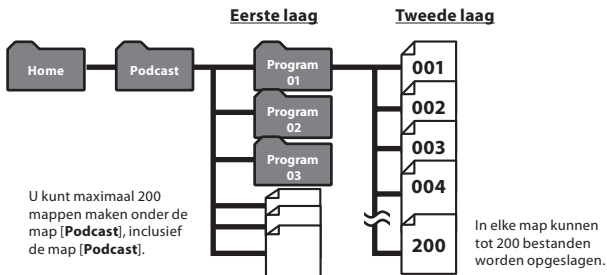 Eerste laag
Tweede laag
Home
Podcast
Program
01
Program
02
Program
03
001
002
003
004
200
U kunt maximaal 200
mappen maken onder de
map [Podcast], inclusief
de map [Podcast].
In elke map kunnen
tot 200 bestanden
worden opgeslagen.